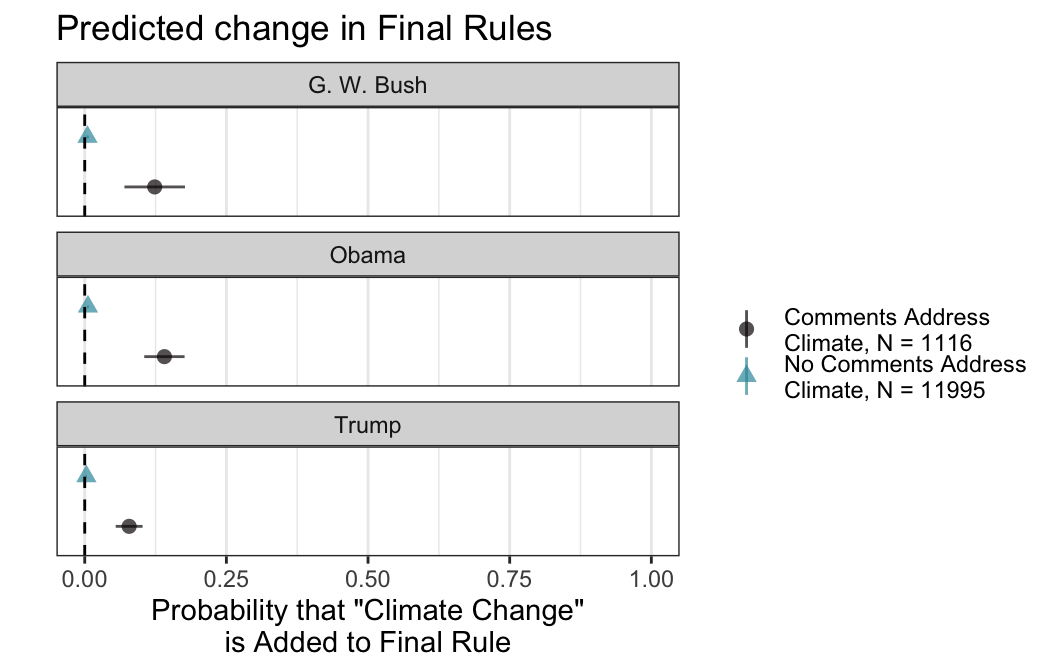 Predicted change in Final Rules
G. W. Bush
Obama
Trump
0.00 0.25 0.50 0.75 1.00
Probability that "Climate Change"
is Added to Final Rule
Comments Address
Climate, N = 1116
No Comments Address
Climate, N = 11995